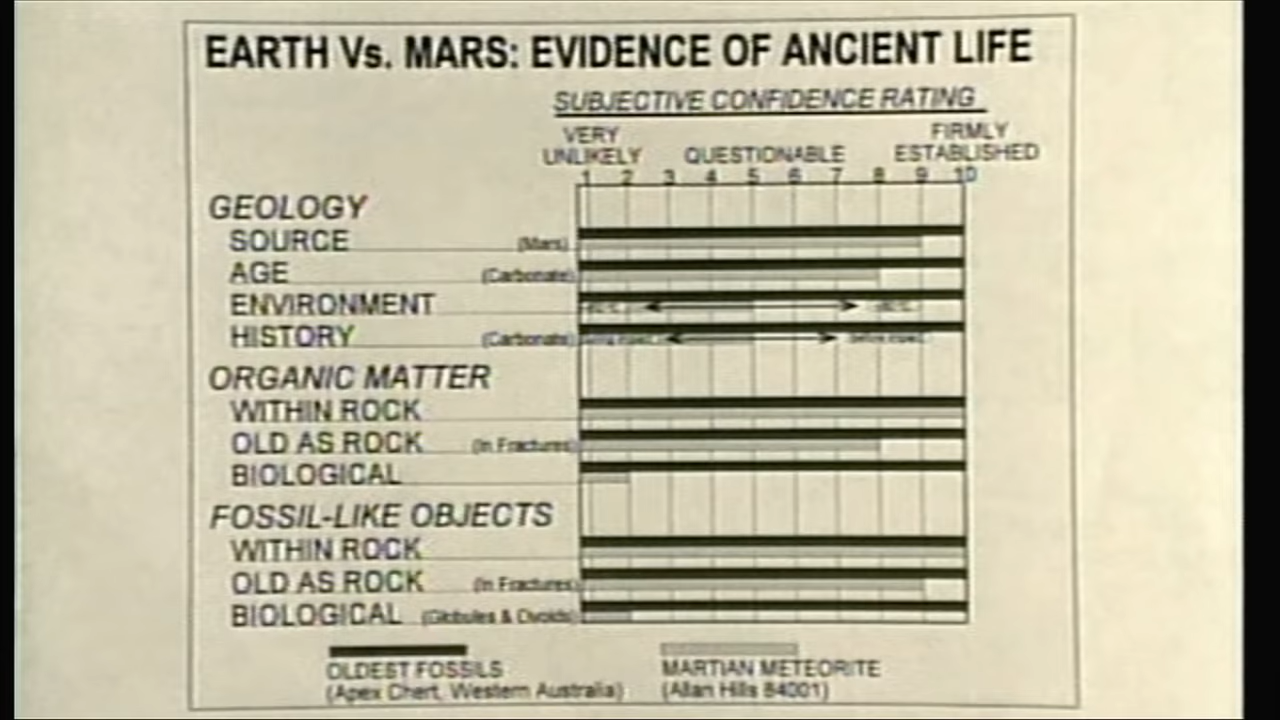 EARTH Vs. MARS: EVIDENCE OF ANCIENT LIFE
SUBJECTIVE CONFIDENCE RATING
VERY UNLIKELY QUESTIONABLE FIRMLY ESTABLISHED
1 2 3 4 5 6 7 8 9 10
GEOLOGY
SOURCE (Mars)
AGE (Carbonate)
ENVIRONMENT
HISTORY (Carbonate)
ORGANIC MATTER
WITHIN ROCK
OLD AS ROCK (In Fractures)
BIOLOGICAL
FOSSIL-LIKE OBJECTS
WITHIN ROCK
OLD AS ROCK (In Fractures)
BIOLOGICAL (Globules & Ovoids)
OLDEST FOSSILS MARTIAN METEORITE
(Apex Chert, Western Australia) (Allan Hills 84001)